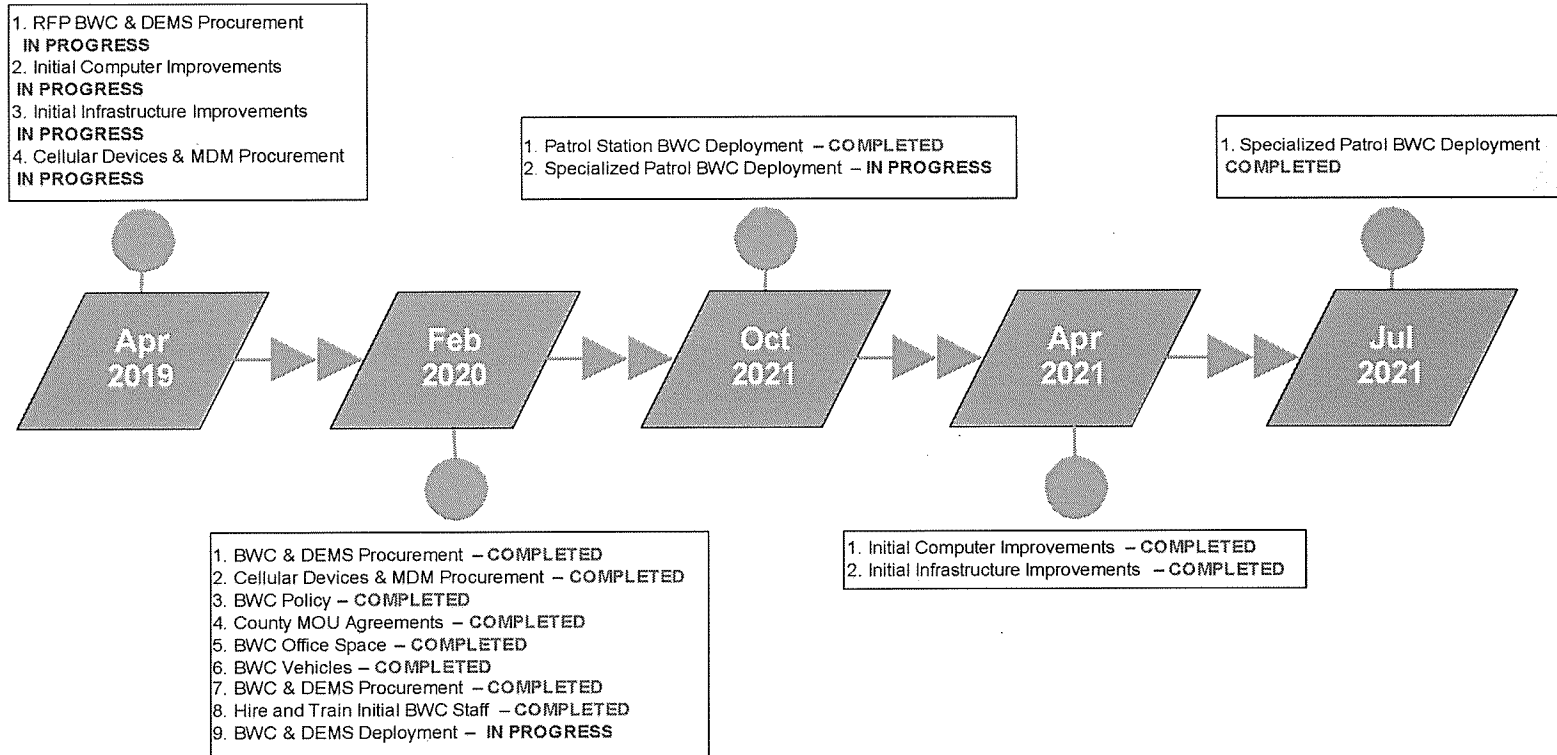 1. RFP BWC & DEMS Procurement
IN PROGRESS
2. Initial Computer Improvements
IN PROGRESS
3. Initial Infrastructure Improvements
IN PROGRESS
4. Cellular Devices & MDM Procurement
IN PROGRESS
1. Patrol Station BWC Deployment – COMPLETED
2. Specialized Patrol BWC Deployment – IN PROGRESS
1. Specialized Patrol BWC Deployment
COMPLETED
Apr
2019
Feb
2020
Oct
2021
Apr
2021
Jul
2021
1. BWC & DEMS Procurement – COMPLETED
2. Cellular Devices & MDM Procurement – COMPLETED
3. BWC Policy – COMPLETED
4. County MOU Agreements – COMPLETED
5. BWC Office Space – COMPLETED
6. BWC Vehicles – COMPLETED
7. BWC & DEMS Procurement – COMPLETED
8. Hire and Train Initial BWC Staff – COMPLETED
9. BWC & DEMS Deployment – IN PROGRESS
1. Initial Computer Improvements – COMPLETED
2. Initial Infrastructure Improvements – COMPLETED